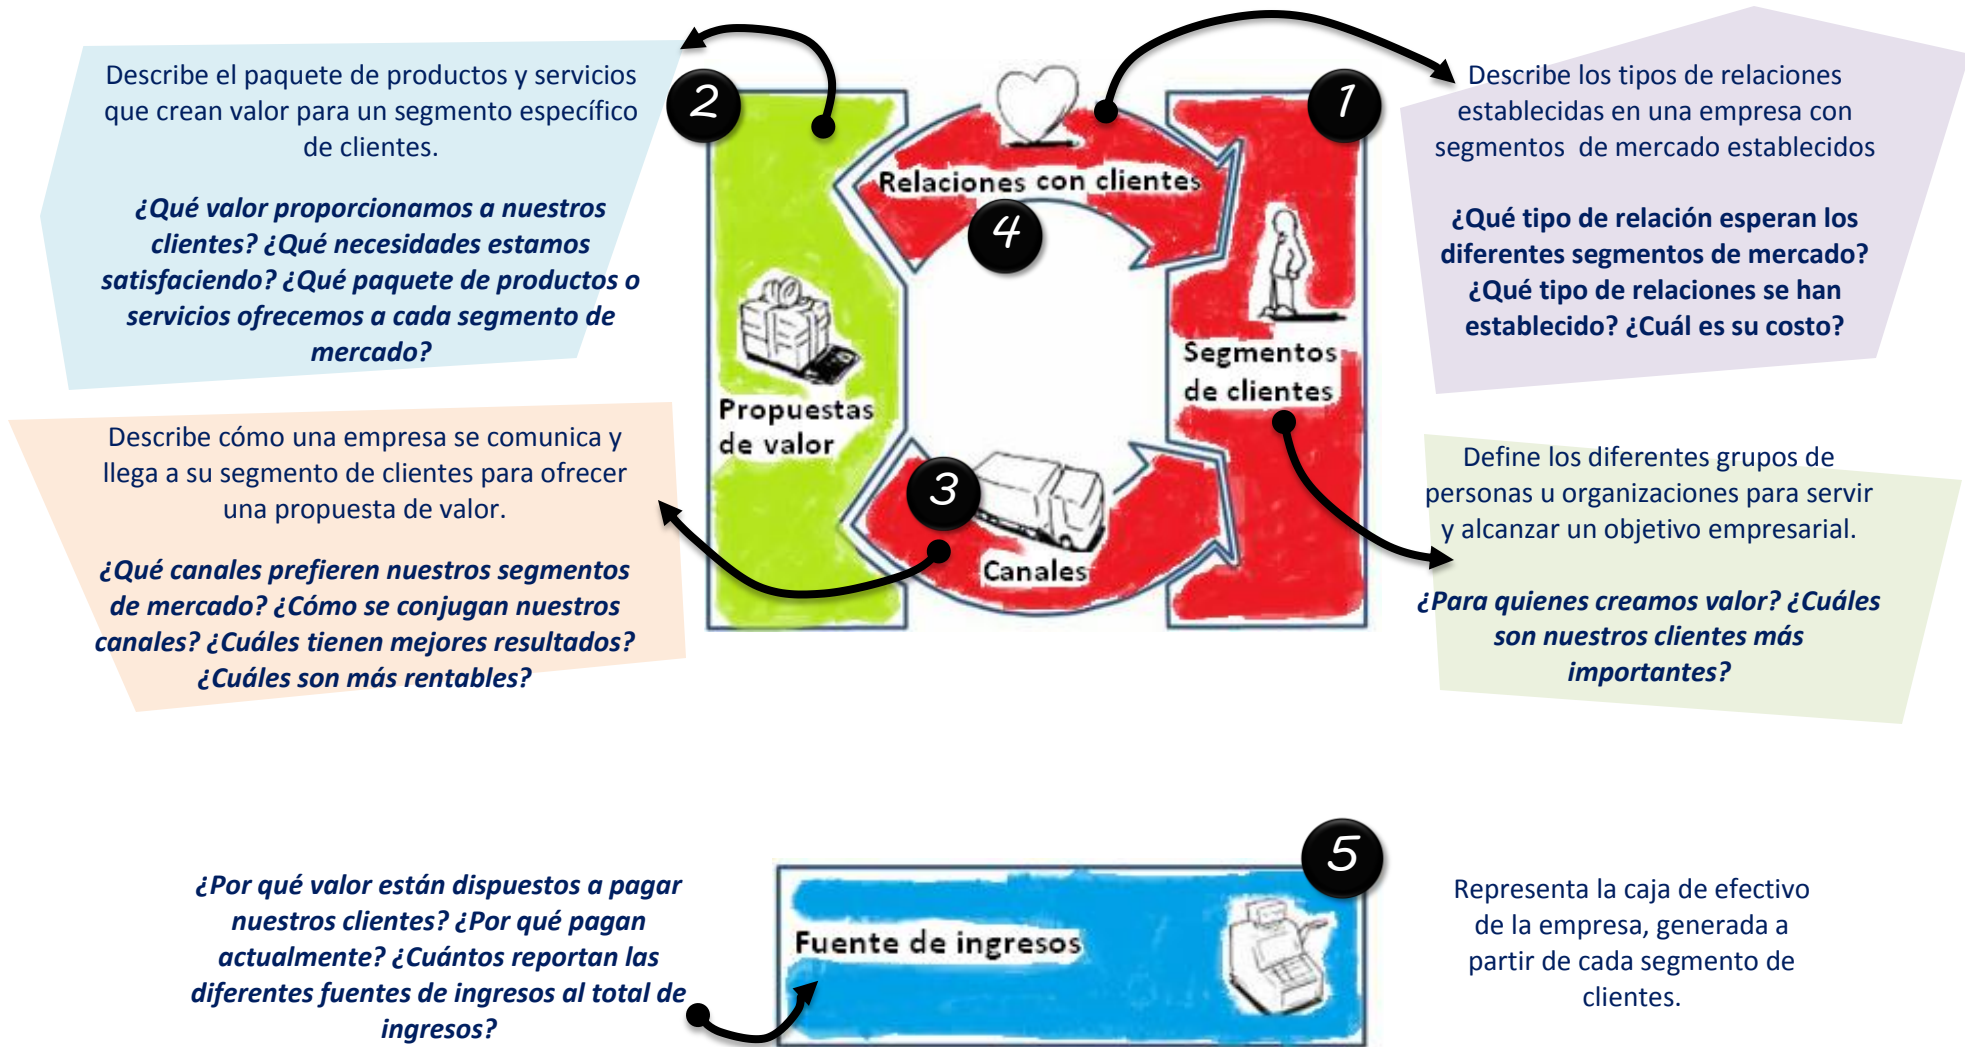 Describe el paquete de productos y servicios
que crean valor para un segmento específico
de clientes.
¿Qué valor proporcionamos a nuestros
clientes? ¿Qué necesidades estamos
satisfaciendo? ¿Qué paquete de productos o
servicios ofrecemos a cada segmento de
mercado?
Describe cómo una empresa se comunica y
llega a su segmento de clientes para ofrecer
una propuesta de valor.
¿Qué canales prefieren nuestros segmentos
de mercado? ¿Cómo se conjugan nuestros
canales? ¿Cuáles tienen mejores resultados?
¿Cuáles son más rentables?
2
Propuestas
de valor
Relaciones con clientes
4
3
Canales
1
Segmentos
de clientes
Describe los tipos de relaciones
establecidas en una empresa con
segmentos  de mercado establecidos
¿Qué tipo de relación esperan los
diferentes segmentos de mercado?
¿Qué tipo de relaciones se han
establecido? ¿Cuál es su costo?
Define los diferentes grupos de
personas u organizaciones para servir
y alcanzar un objetivo empresarial.
¿Para quienes creamos valor? ¿Cuáles
son nuestros clientes más
importantes?
¿Por qué valor están dispuestos a pagar
nuestros clientes? ¿Por qué pagan
actualmente? ¿Cuántos reportan las
diferentes fuentes de ingresos al total de
ingresos?
5
Fuente de ingresos
Representa la caja de efectivo
de la empresa, generada a
partir de cada segmento de
clientes.